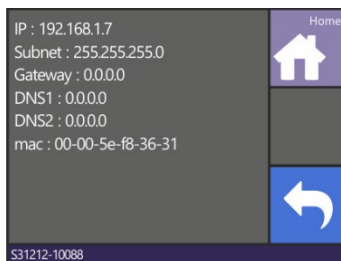 IP : 192.168.1.7
Subnet : 255.255.255.0
Gateway : 0.0.0.0
DNS1 : 0.0.0.0
DNS2 : 0.0.0.0
mac : 00-00-5e-f8-36-31
Home
S31212-10088